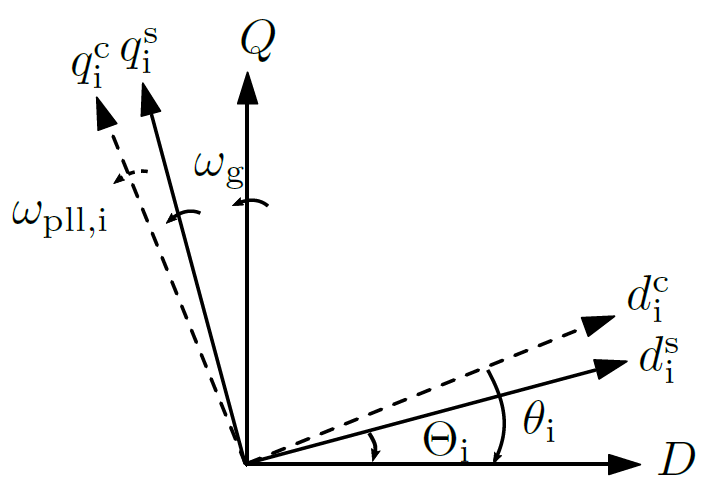 Q
q_i^c q_i^s
ω_g
ω_pll,i
d_i^c
d_i^s
θ_i
Θ_i
D